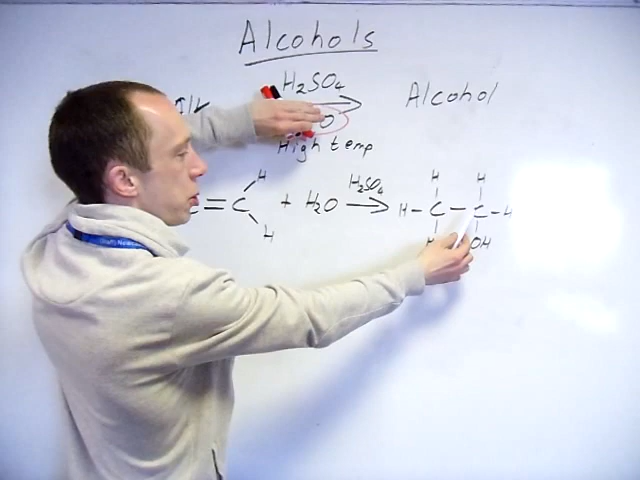 Alcohols
H₂SO₄
Alcohol
O
High temp
H H H
C = C + H₂O H₂SO₄ H - C - C - H
H H OH